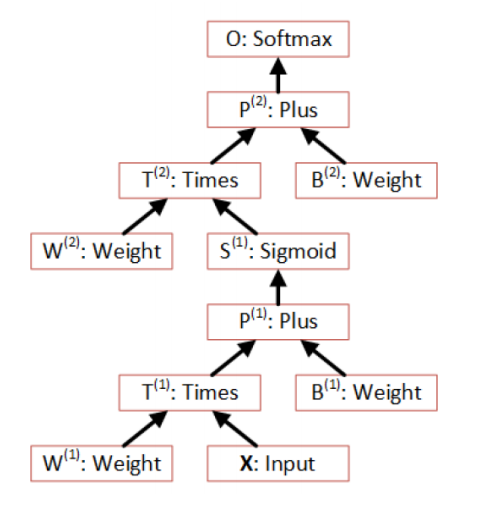 O: Softmax
P(2): Plus
T(2): Times
B(2): Weight
W(2): Weight
S(1): Sigmoid
P(1): Plus
T(1): Times
B(1): Weight
W(1): Weight
X: Input